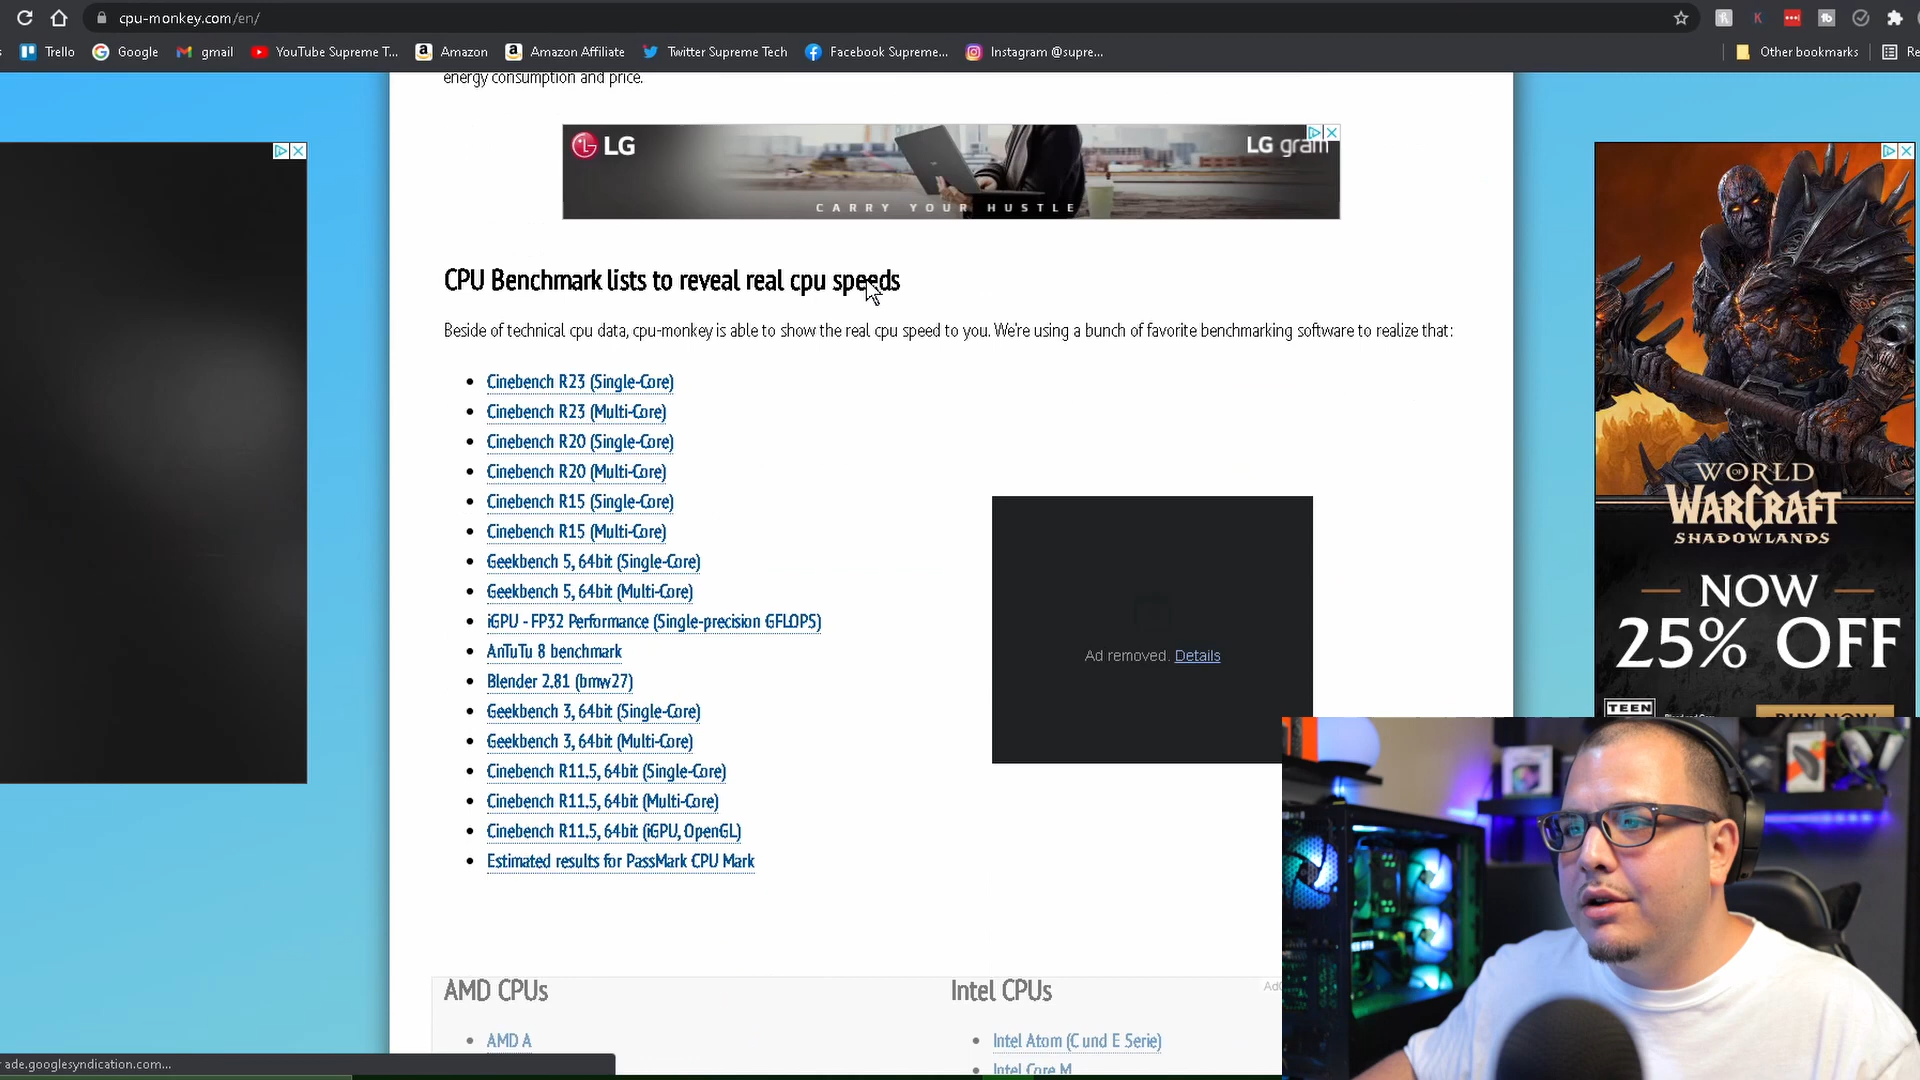 cpu-monkey.com/en/
Trello
Google
gmail
YouTube Supreme T...
Amazon
Amazon Affiliate
Twitter Supreme Tech
Facebook Supreme...
Instagram @supre...
Other bookmarks
Re
energy consumption and price.
LG
LG gram
CARRY YOUR HUSTLE
CPU Benchmark lists to reveal real cpu speeds
Beside of technical cpu data, cpu-monkey is able to show the real cpu speed to you. We're using a bunch of favorite benchmarking software to realize that:
Cinebench R23 (Single-Core)
Cinebench R23 (Multi-Core)
Cinebench R20 (Single-Core)
Cinebench R20 (Multi-Core)
Cinebench R15 (Single-Core)
Cinebench R15 (Multi-Core)
Geekbench 5, 64bit (Single-Core)
Geekbench 5, 64bit (Multi-Core)
iGPU - FP32 Performance (Single-precision GFLOPS)
AnTuTu 8 benchmark
Blender 2.81 (bmw27)
Geekbench 3, 64bit (Single-Core)
Geekbench 3, 64bit (Multi-Core)
Cinebench R11.5, 64bit (Single-Core)
Cinebench R11.5, 64bit (Multi-Core)
Cinebench R11.5, 64bit (iGPU, OpenGL)
Estimated results for PassMark CPU Mark
Ad removed. Details
WORLD OF
WARCRAFT
SHADOWLANDS
NOW
25% OFF
TEEN
BUY NOW
AMD CPUs
AMD A
Intel CPUs
Intel Atom (C und E Serie)
Intel Core M
ade.googlesyndication.com...